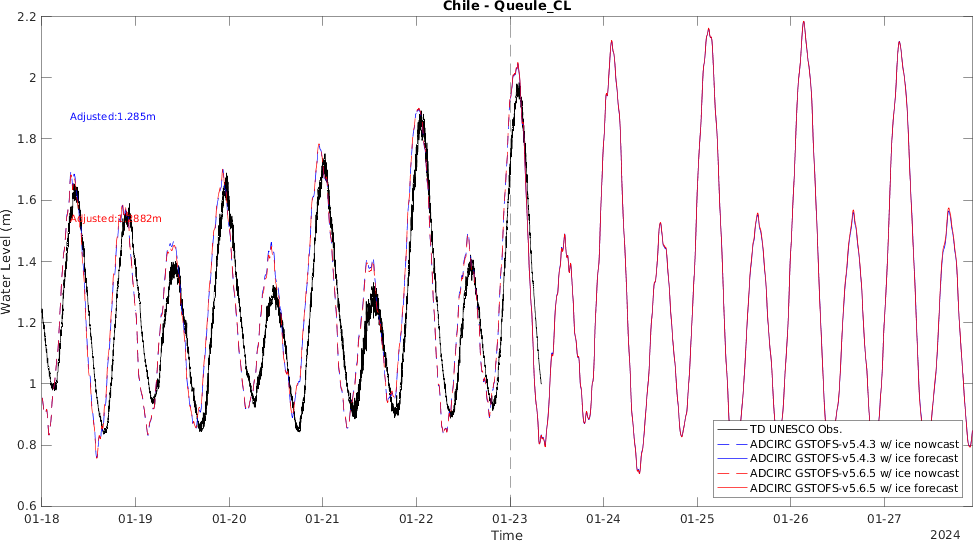 Chile - Queule_CL
2.2
2
1.8
1.6
1.4
1.2
1
0.8
0.6
Water Level (m)
Adjusted:1.285m
TD UNESCO Obs.
ADCIRC GSTOFS-v5.4.3 w/ ice nowcast
ADCIRC GSTOFS-v5.4.3 w/ ice forecast
ADCIRC GSTOFS-v5.6.5 w/ ice nowcast
ADCIRC GSTOFS-v5.6.5 w/ ice forecast
01-18 01-19 01-20 01-21 01-22 01-23 01-24 01-25 01-26 01-27
Time
2024